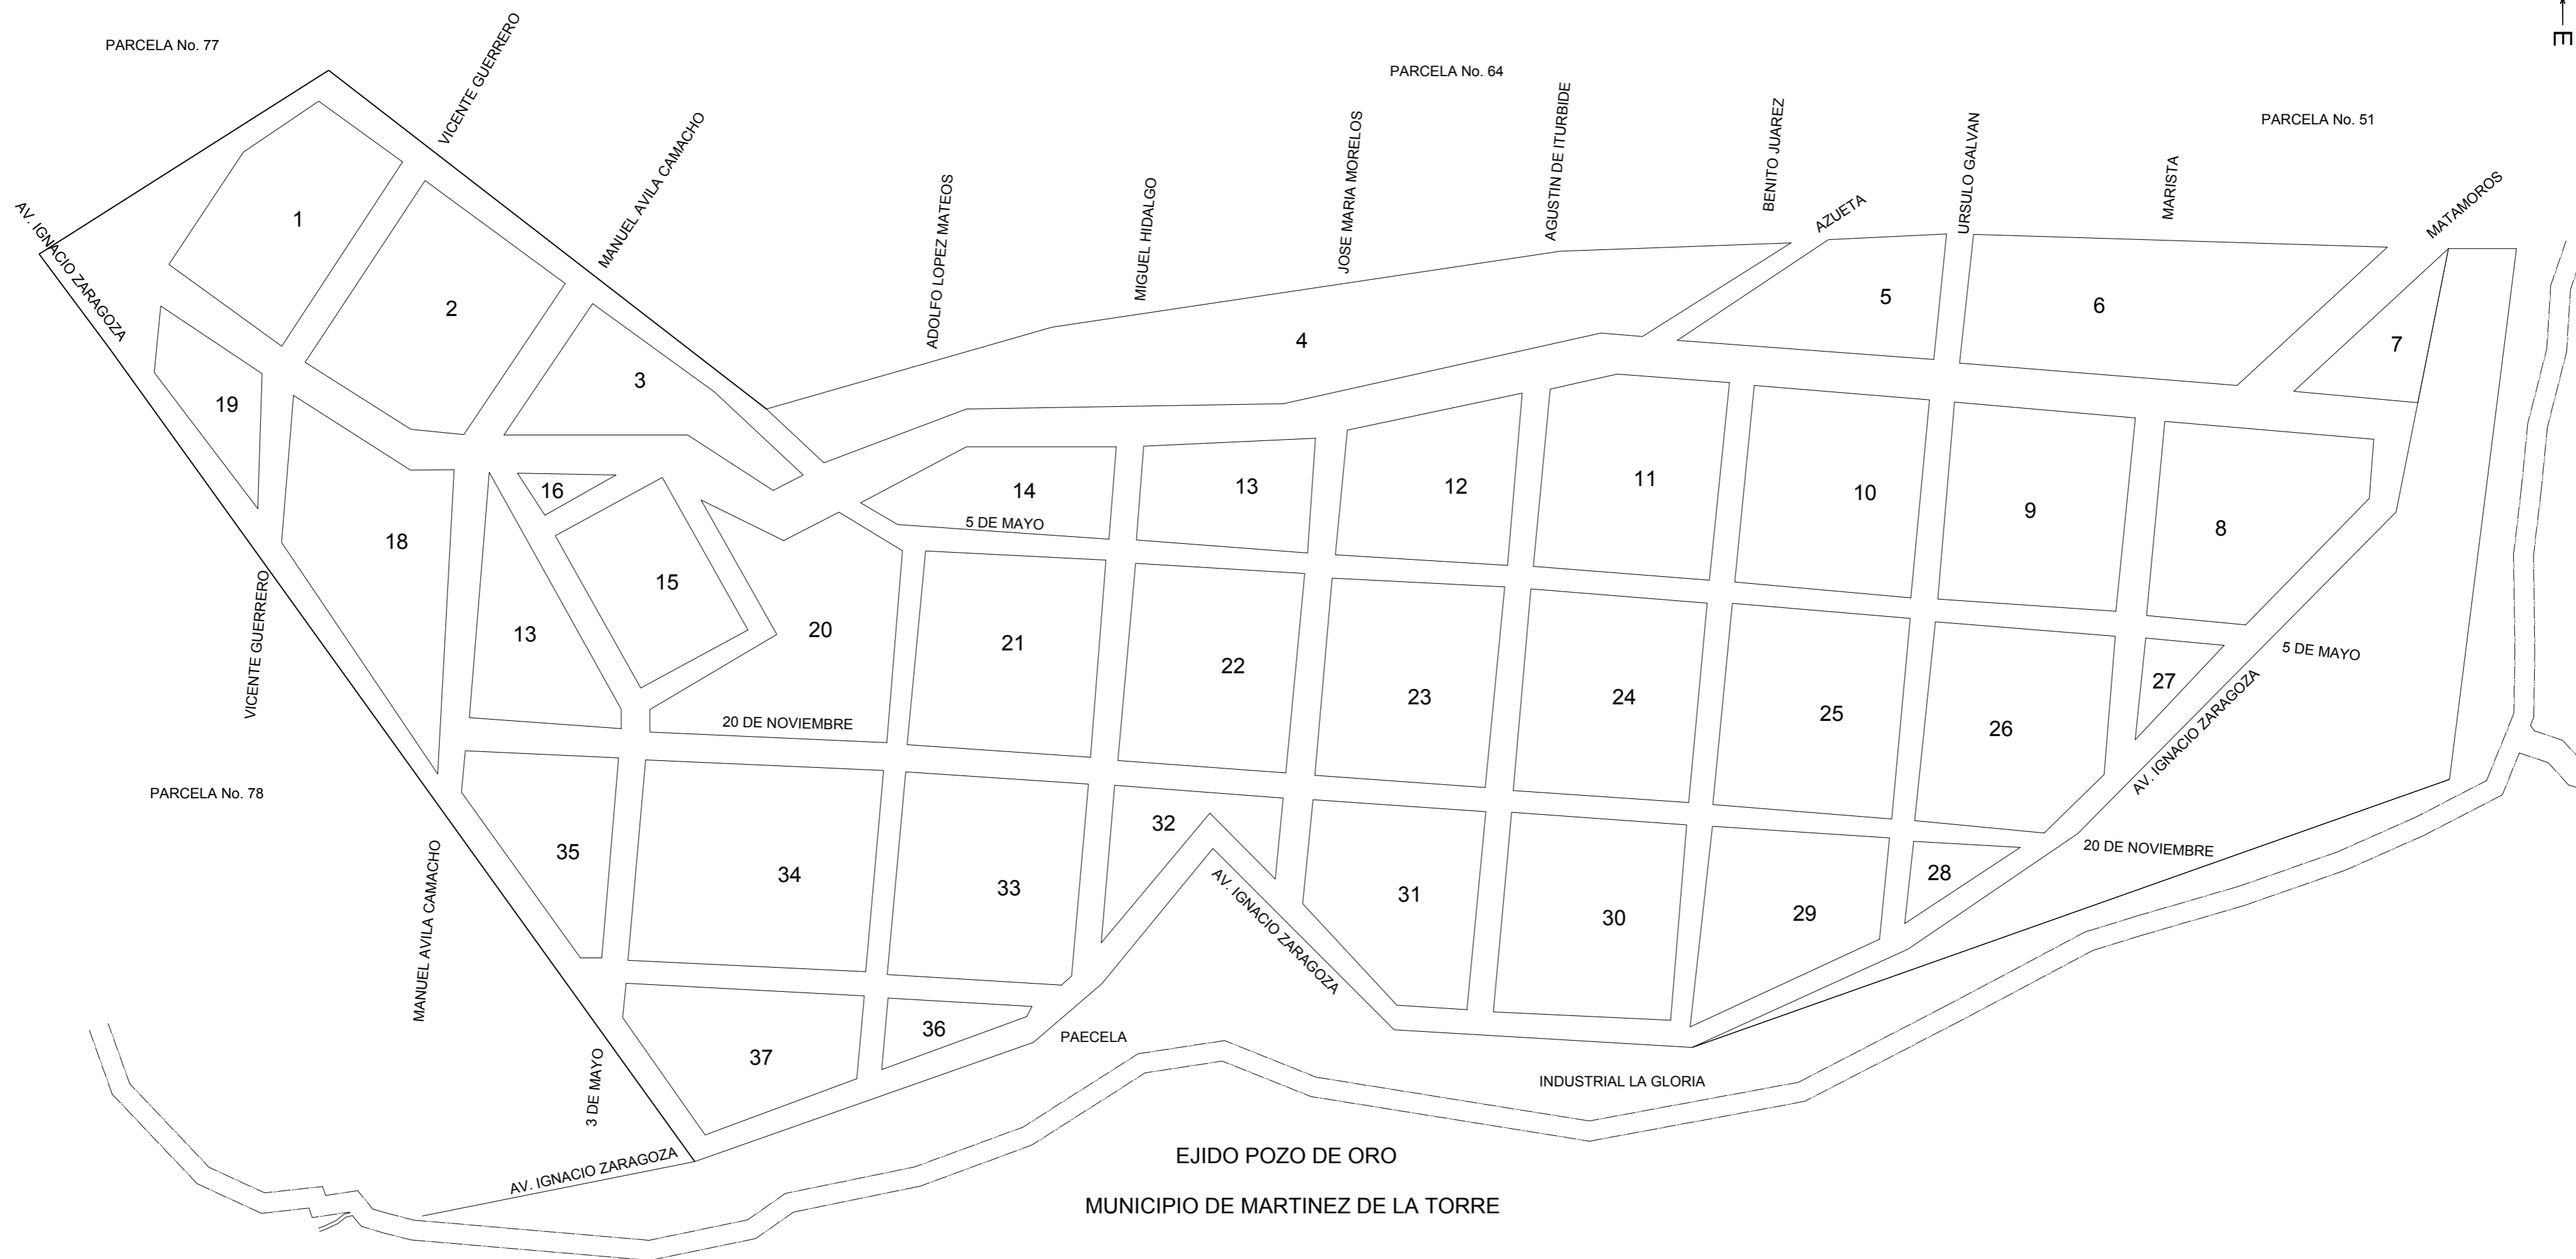 E
PARCELA No. 77
VICENTE GUERRERO
PARCELA No. 64
PARCELA No. 51
MANUEL AVILA CAMACHO
ADOLFO LOPEZ MATEOS
MIGUEL HIDALGO
JOSE MARIA MORELOS
AGUSTIN DE ITURBIDE
BENITO JUAREZ
AZUETA
URSULO GALVAN
MARISTA
MATAMOROS
AV. IGNACIO ZARAGOZA
1
2
3
4
5
6
7
19
18
16
15
13
20
14
5 DE MAYO
13
12
11
10
9
8
21
22
23
24
25
26
27
5 DE MAYO
AV. IGNACIO ZARAGOZA
VICENTE GUERRERO
20 DE NOVIEMBRE
PARCELA No. 78
MANUEL AVILA CAMACHO
35
34
33
32
AV. IGNACIO ZARAGOZA
31
30
29
28
20 DE NOVIEMBRE
37
36
PAECELA
3 DE MAYO
INDUSTRIAL LA GLORIA
AV. IGNACIO ZARAGOZA
EJIDO POZO DE ORO
MUNICIPIO DE MARTINEZ DE LA TORRE